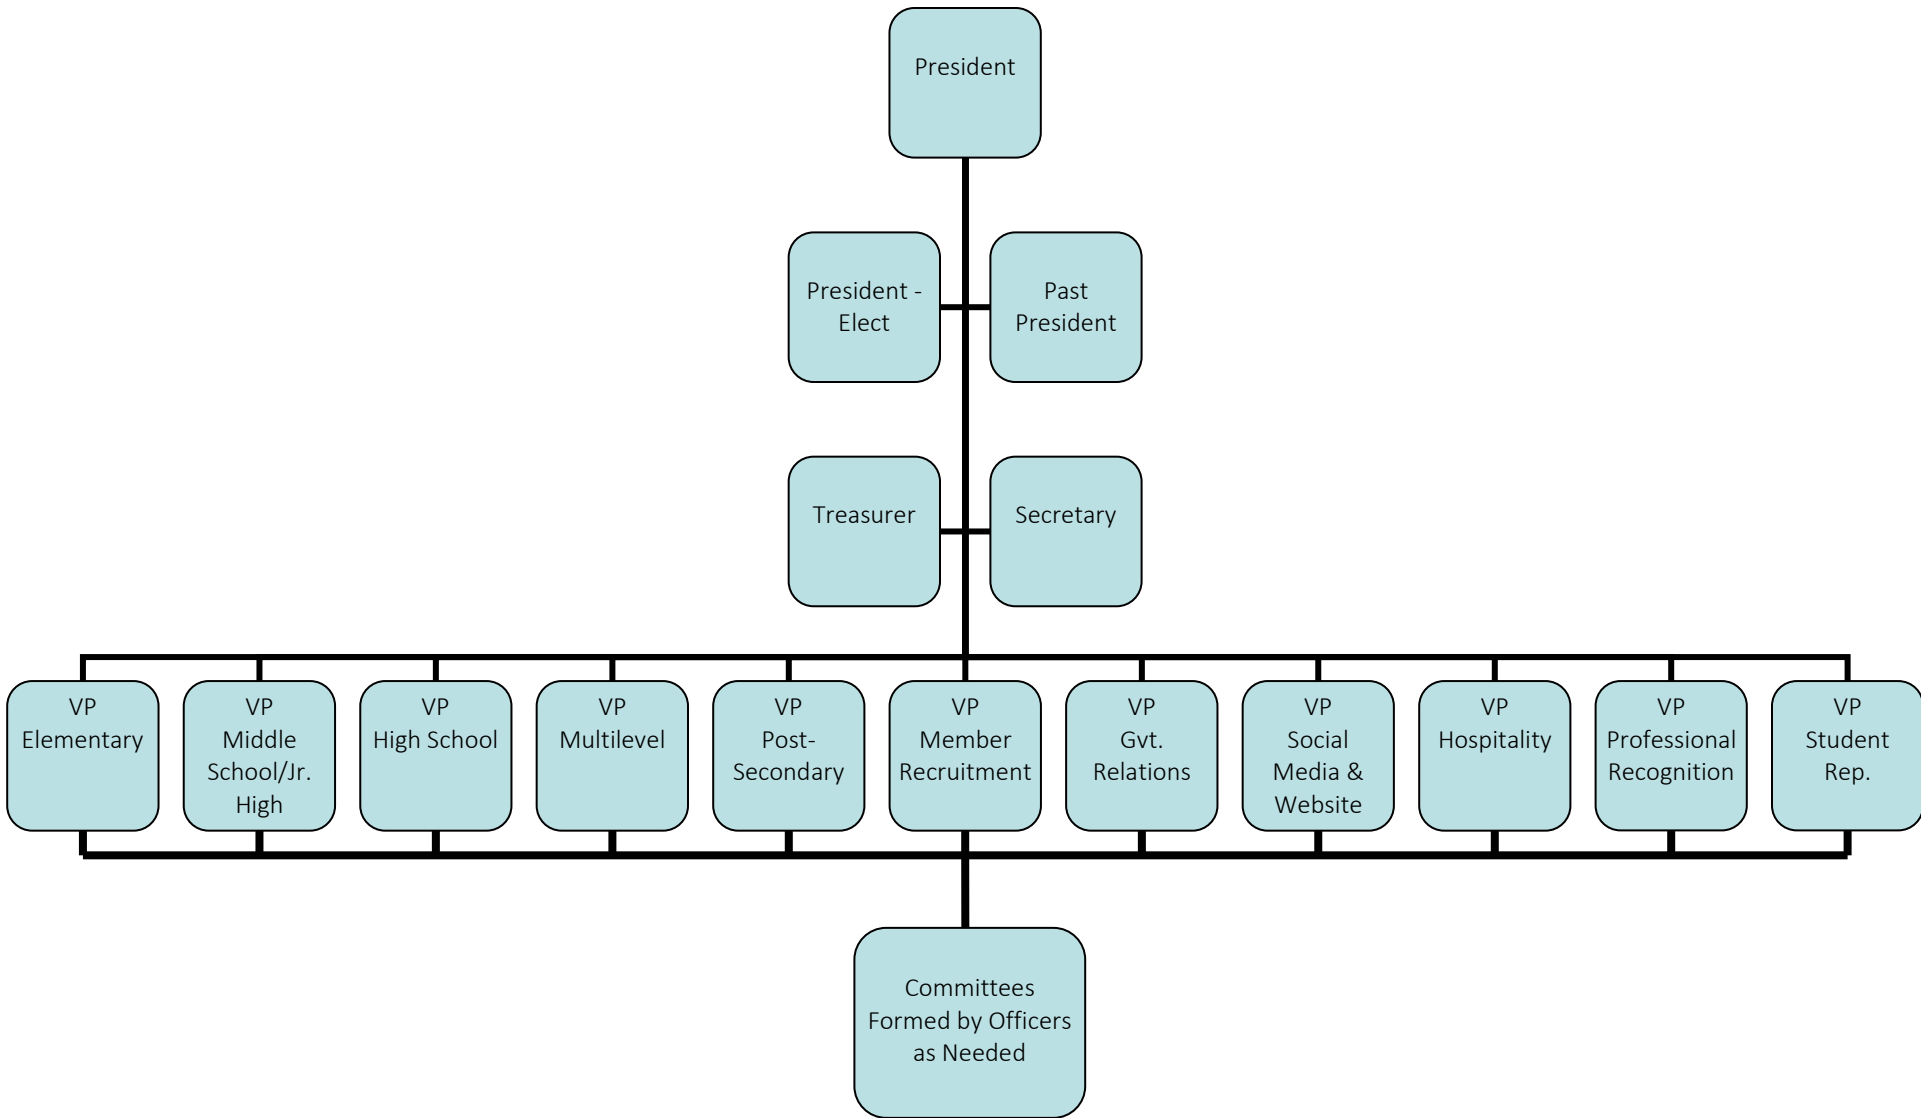 President
President -
Elect
Past
President
Treasurer
Secretary
VP
Elementary
VP
Middle
School/Jr.
High
VP
High School
VP
Multilevel
VP
Post-
Secondary
VP
Member
Recruitment
VP
Gvt.
Relations
VP
Social
Media &
Website
VP
Hospitality
VP
Professional
Recognition
VP
Student
Rep.
Committees
Formed by Officers
as Needed